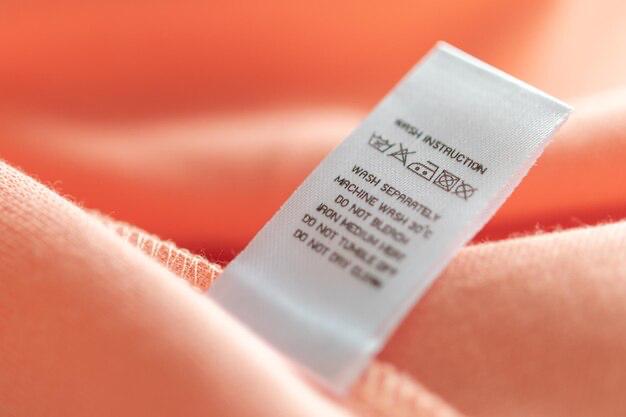 WASH INSTRUCTION
WASH SEPARATELY
MACHINE WASH 30°C
DO NOT BLEACH
IRON MEDIUM HEAT
DO NOT TUMBLE
DO NOT DRY CLEAN